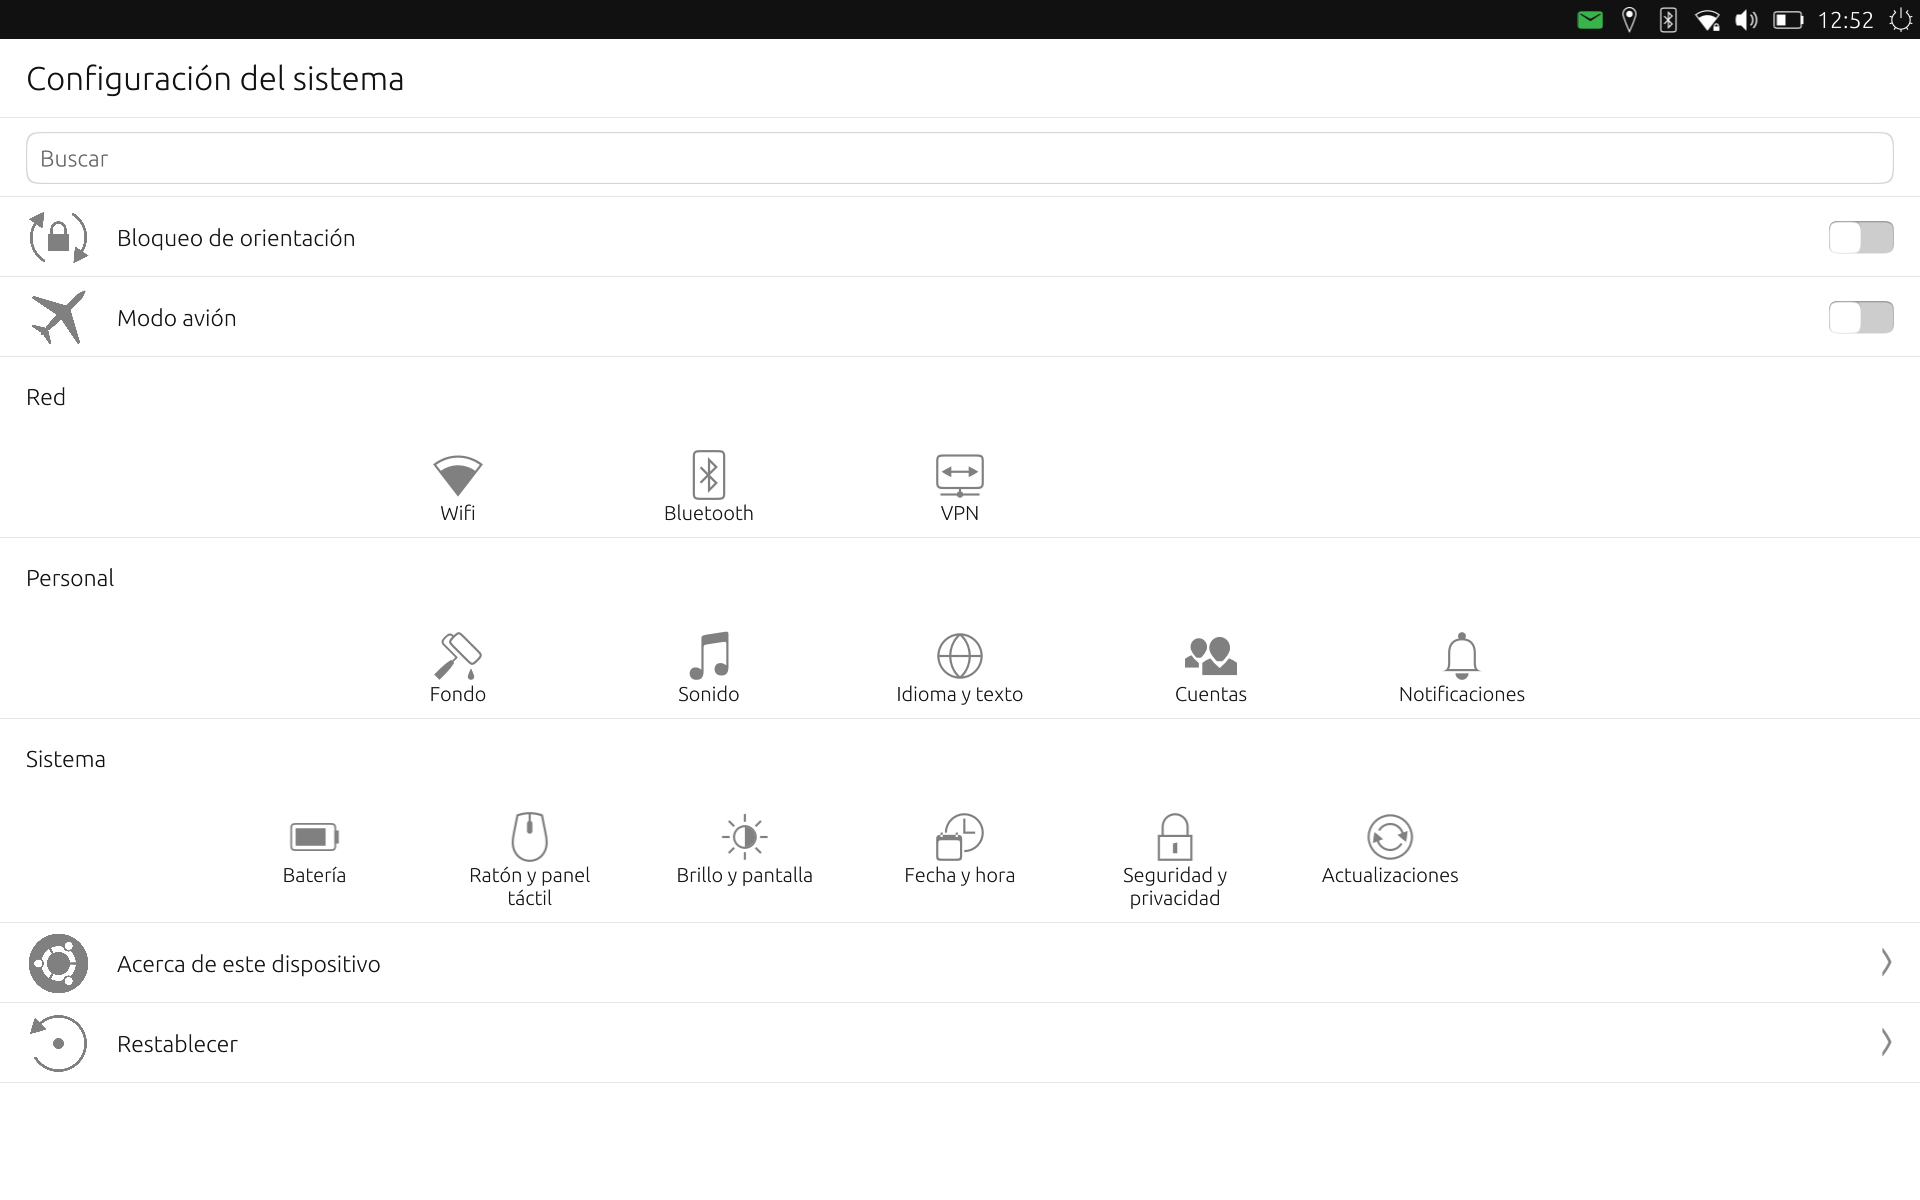 12:52
Configuración del sistema
Buscar
Bloqueo de orientación
Modo avión
Red
Wifi
Bluetooth
VPN
Personal
Fondo
Sonido
Idioma y texto
Cuentas
Notificaciones
Sistema
Batería
Ratón y panel
táctil
Brillo y pantalla
Fecha y hora
Seguridad y
privacidad
Actualizaciones
Acerca de este dispositivo
Restablecer